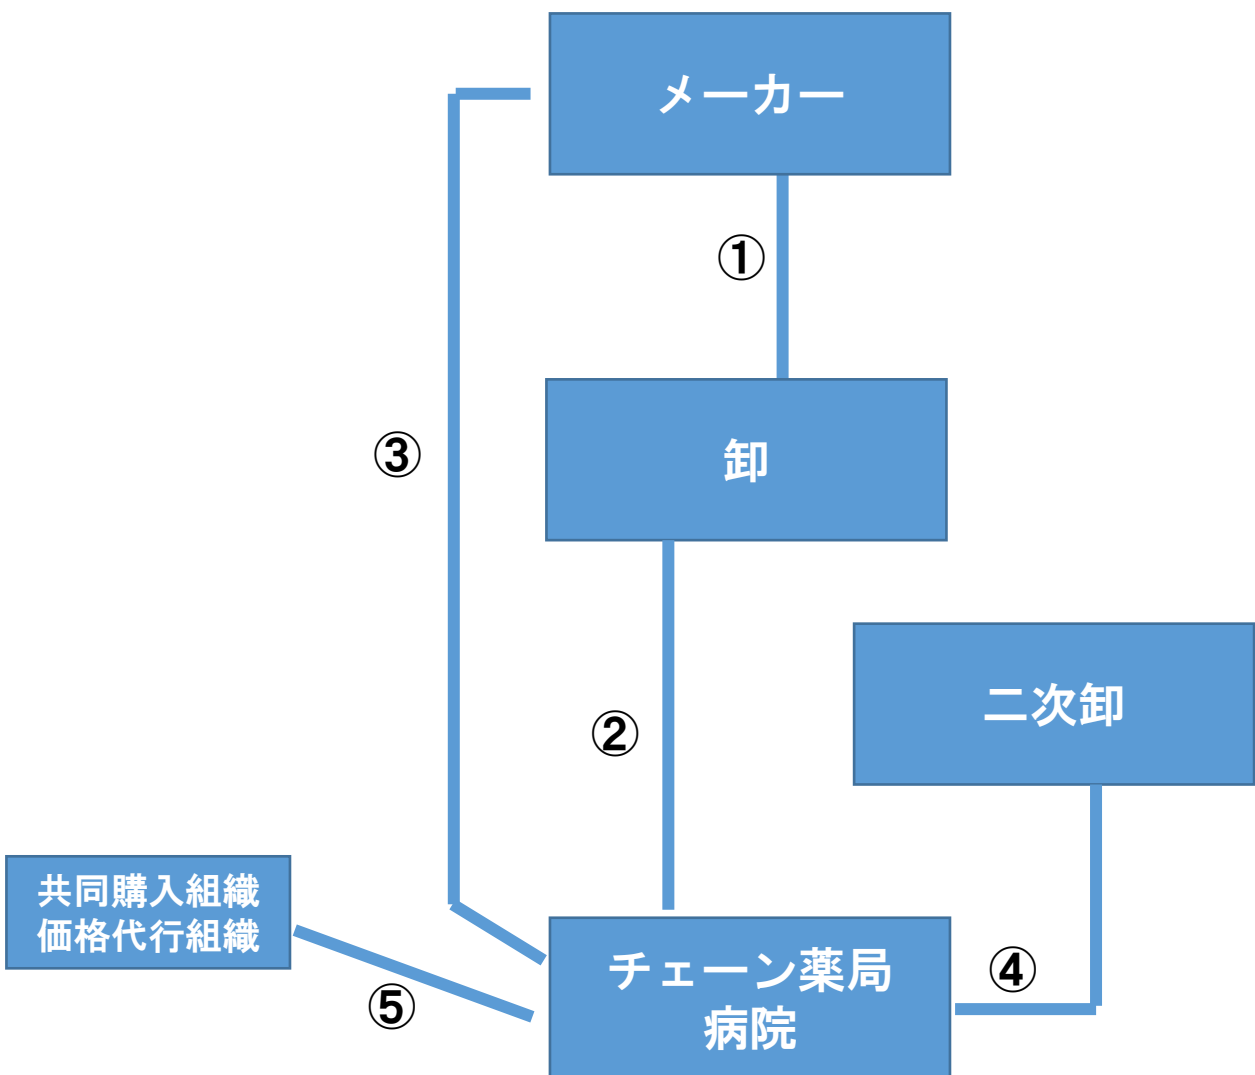 メーカー
①
③
卸
二次卸
②
共同購入組織
価格代行組織
チェーン薬局
病院
④
⑤